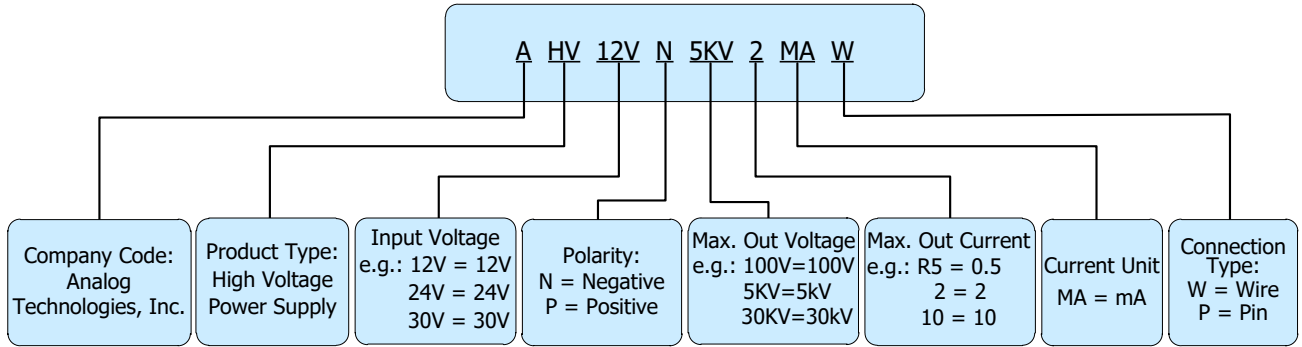 A HV 12V N 5KV 2 MA W
Company Code:
Analog
Technologies, Inc.
Product Type:
High Voltage
Power Supply
Input Voltage
e.g.: 12V = 12V
24V = 24V
30V = 30V
Polarity:
N = Negative
P = Positive
Max. Out Voltage
e.g.: 100V=100V
5KV=5kV
30KV=30kV
Max. Out Current
e.g.: R5 = 0.5
2 = 2
10 = 10
Current Unit
MA = mA
Connection
Type:
W = Wire
P = Pin